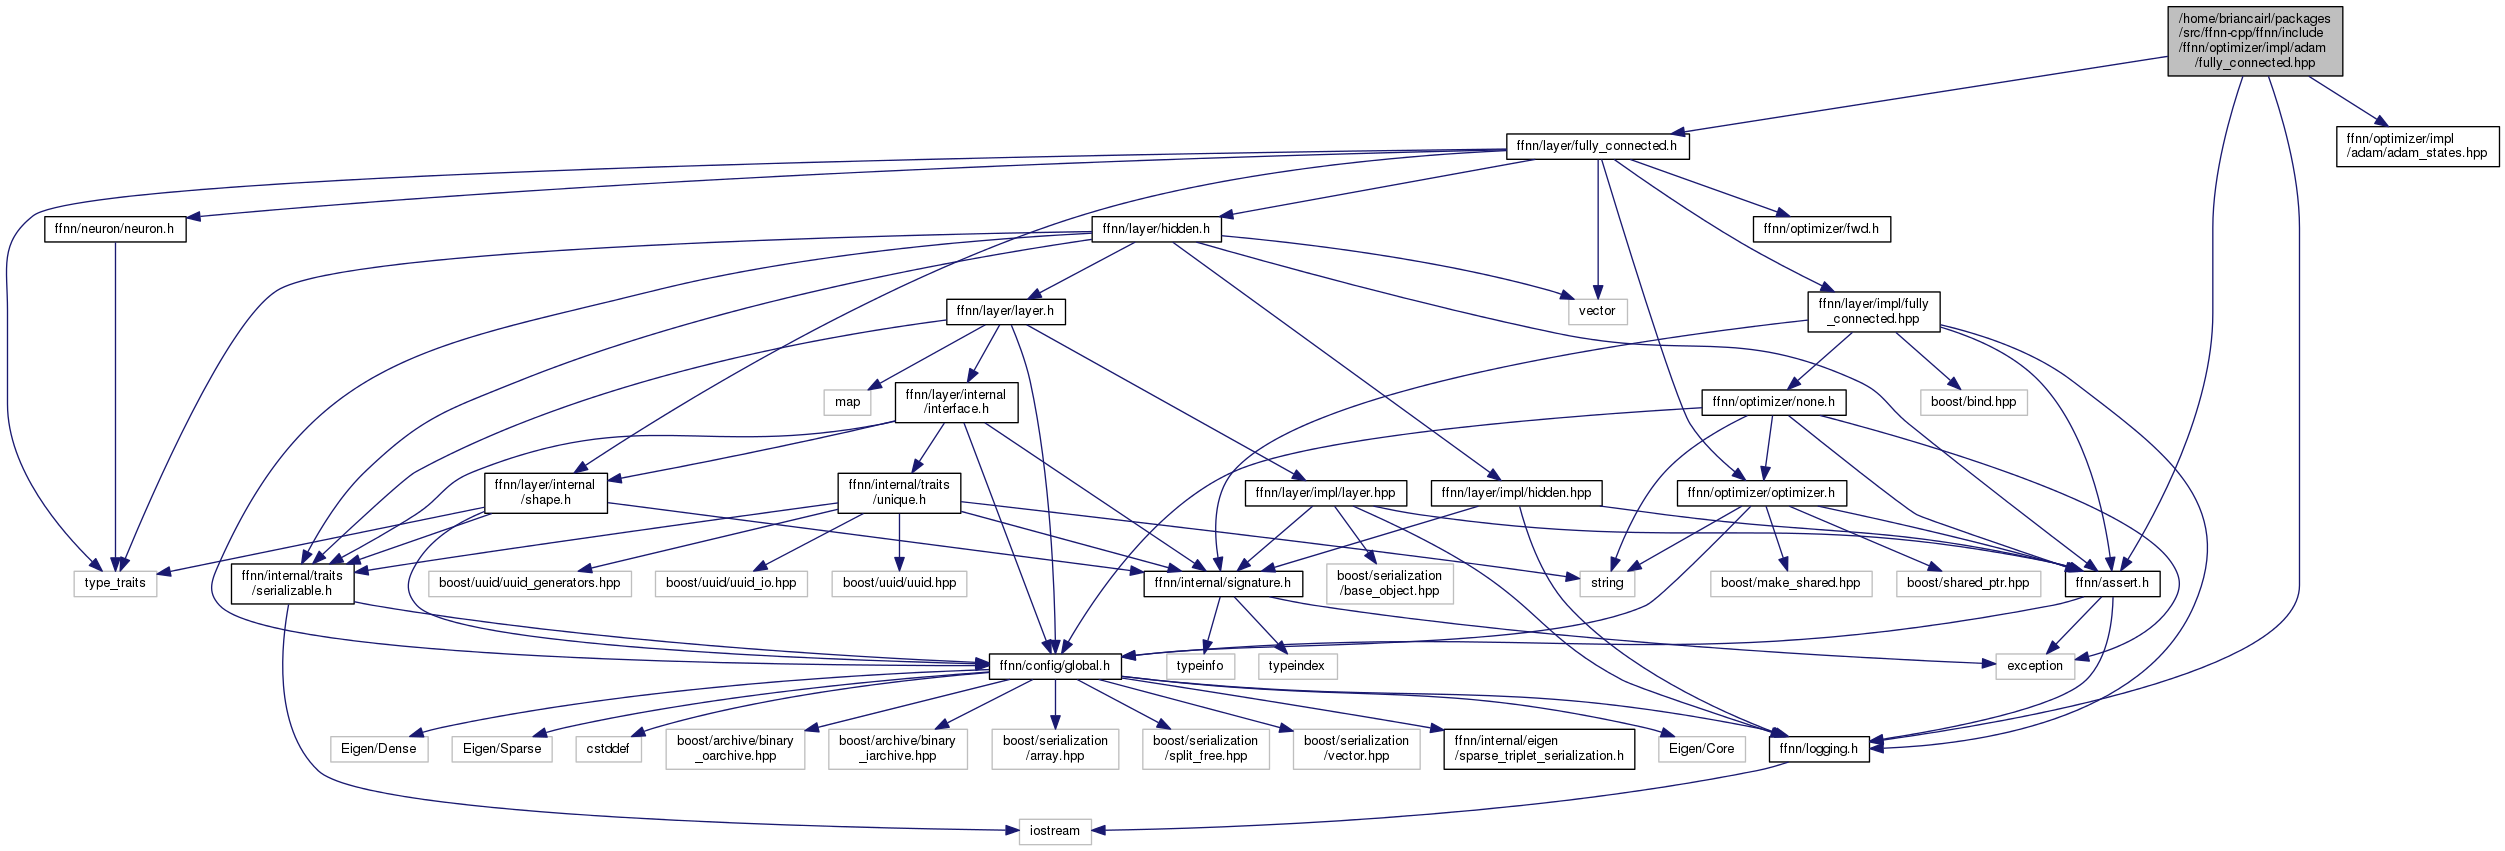 /home/briancairl/packages
/src/ffnn-cpp/ffnn/include
/ffnn/optimizer/impl/adam
/fully_connected.hpp
ffnn/layer/fully_connected.h
ffnn/optimizer/impl
/adam/adam_states.hpp
ffnn/neuron/neuron.h
ffnn/layer/hidden.h
ffnn/optimizer/fwd.h
ffnn/layer/layer.h
vector
ffnn/layer/impl/fully
_connected.hpp
map
ffnn/layer/internal
/interface.h
ffnn/optimizer/none.h
boost/bind.hpp
ffnn/layer/internal
/shape.h
ffnn/internal/traits
/unique.h
ffnn/layer/impl/layer.hpp
ffnn/layer/impl/hidden.hpp
ffnn/optimizer/optimizer.h
type_traits
ffnn/internal/traits
/serializable.h
boost/uuid/uuid_generators.hpp
boost/uuid/uuid_io.hpp
boost/uuid/uuid.hpp
ffnn/internal/signature.h
boost/serialization
/base_object.hpp
string
boost/make_shared.hpp
boost/shared_ptr.hpp
ffnn/assert.h
ffnn/config/global.h
typeinfo
typeindex
exception
Eigen/Dense
Eigen/Sparse
cstddef
boost/archive/binary
_oarchive.hpp
boost/archive/binary
_iarchive.hpp
boost/serialization
/array.hpp
boost/serialization
/split_free.hpp
boost/serialization
/vector.hpp
ffnn/internal/eigen
/sparse_triplet_serialization.h
Eigen/Core
ffnn/logging.h
iostream